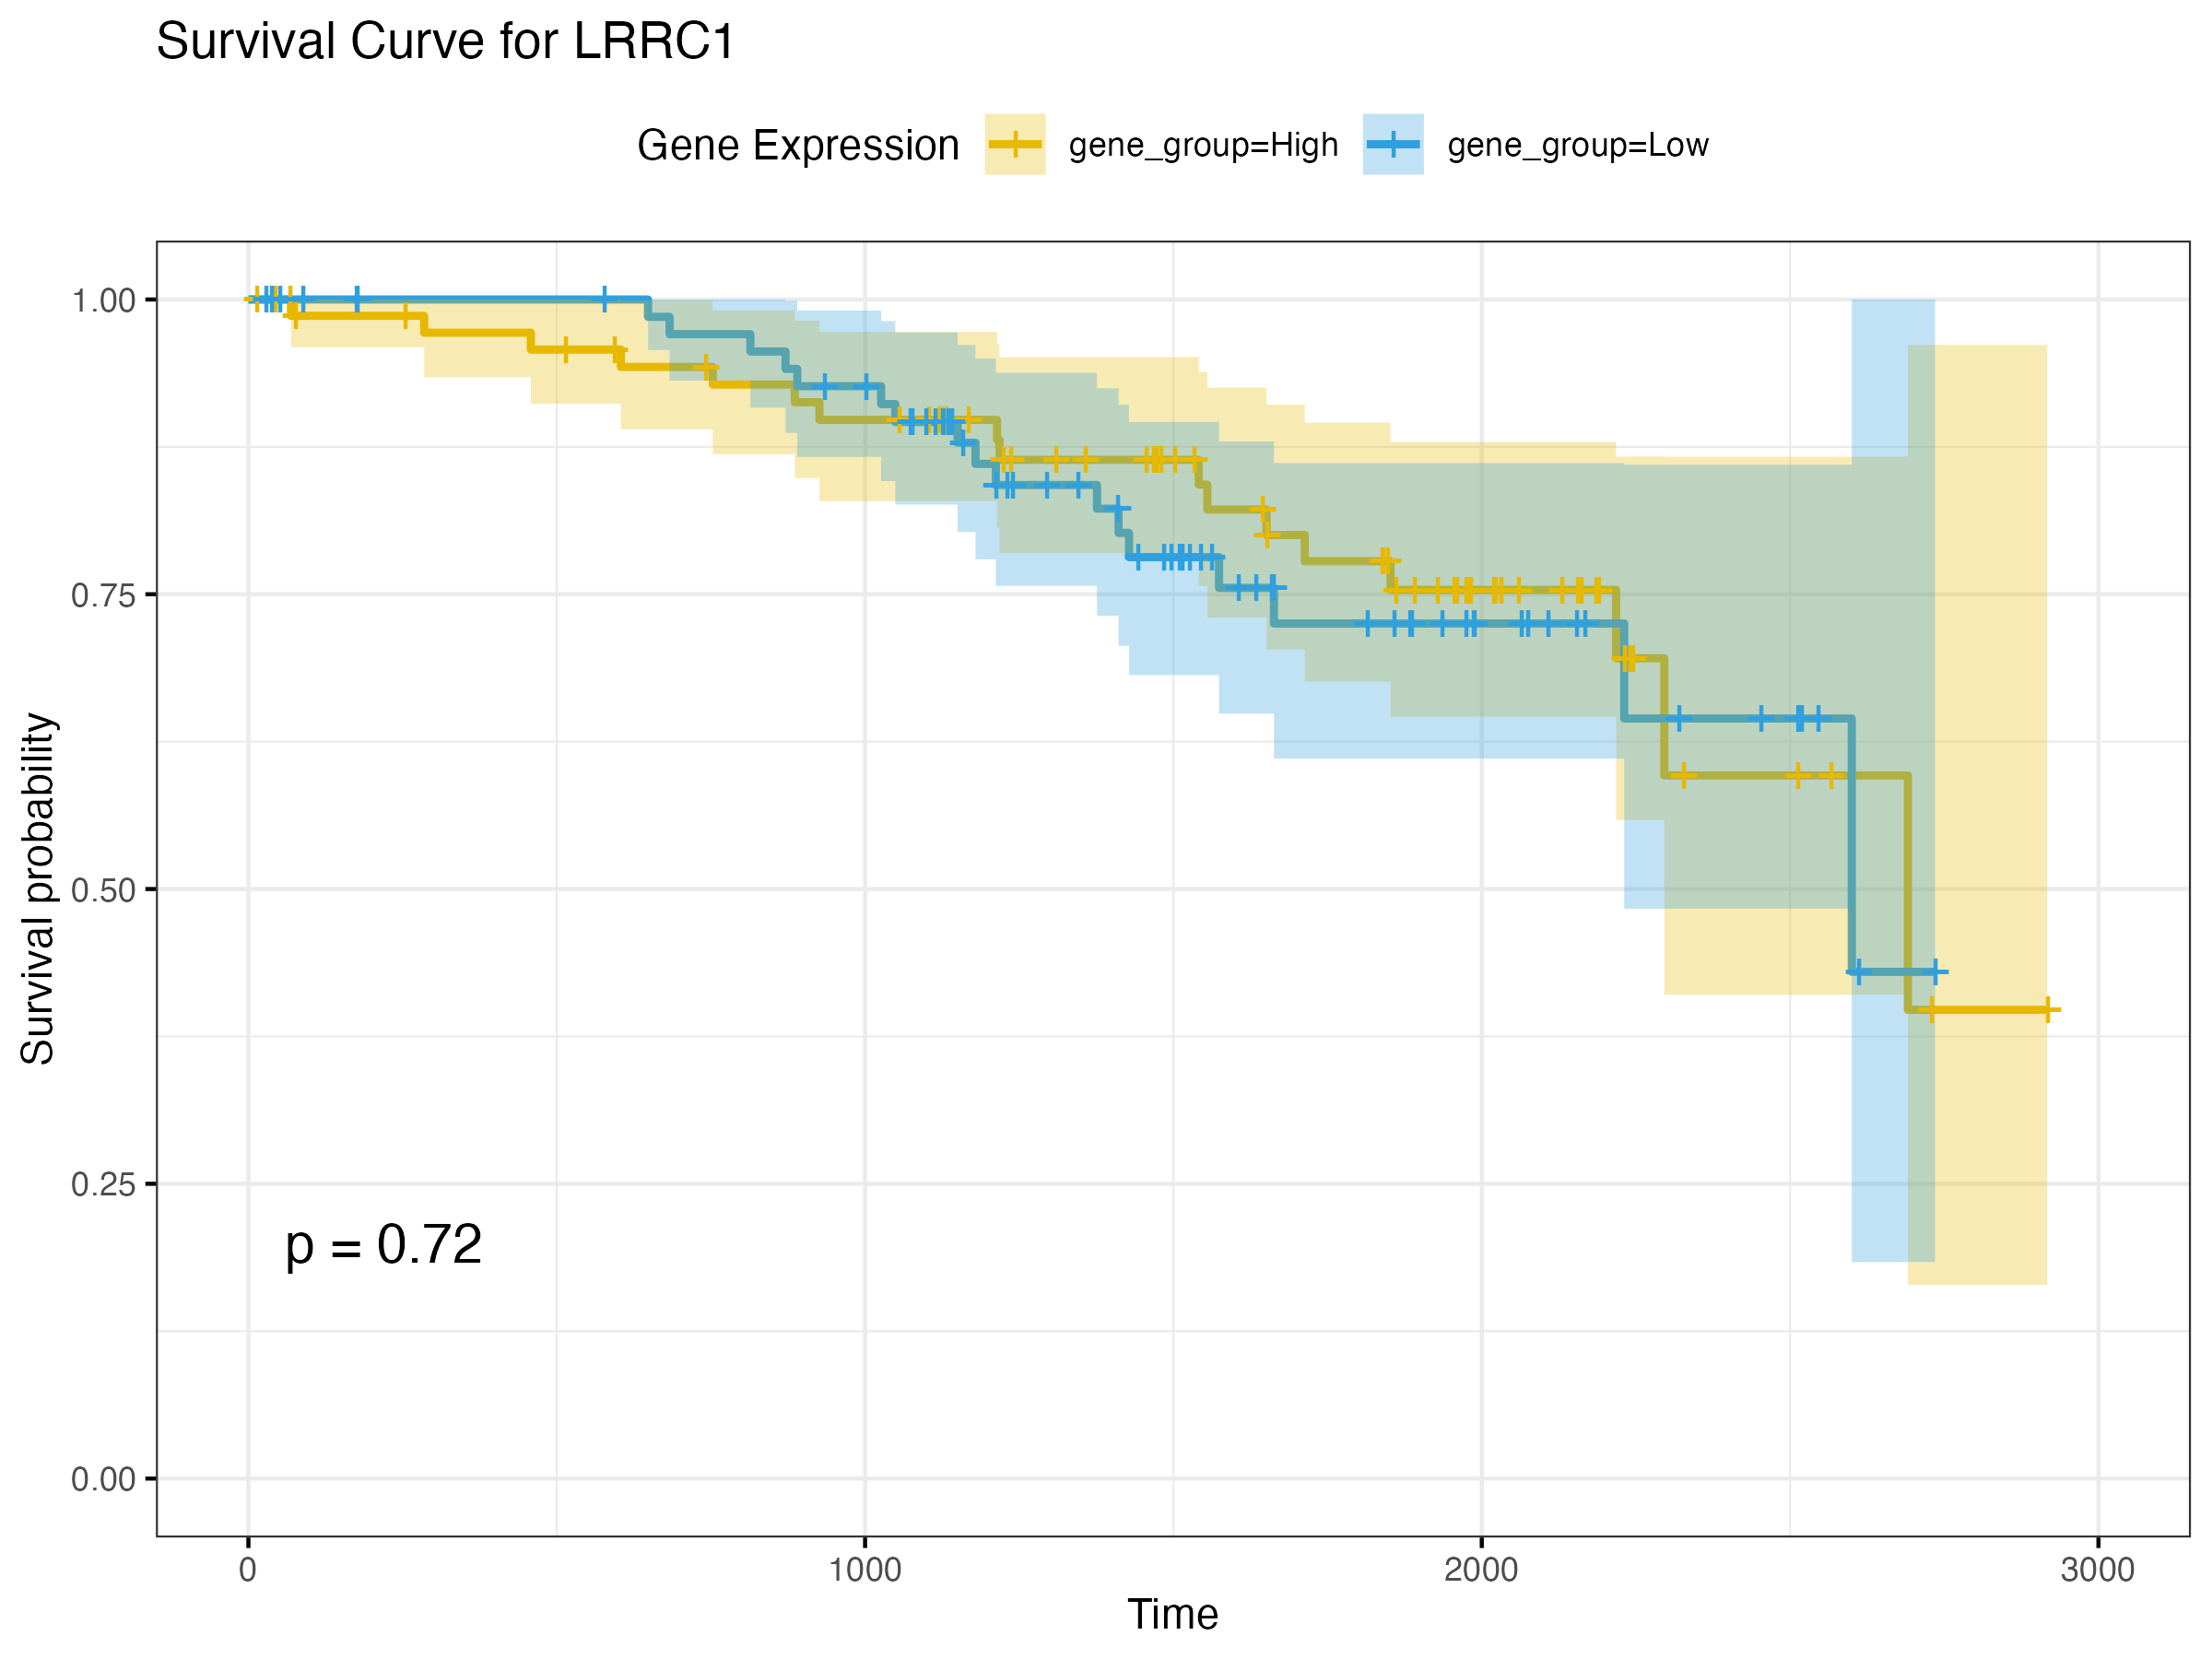 Survival Curve for LRRC1
Gene Expression gene_group=High gene_group=Low
Survival probability
1.00
0.75
0.50
0.25
0.00
p = 0.72
0 1000 2000 3000
Time